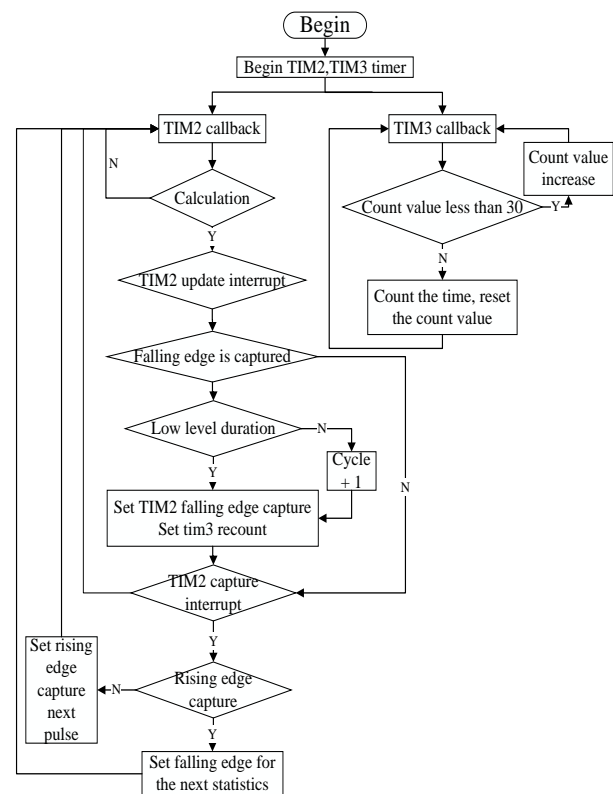 Begin
Begin TIM2,TIM3 timer
TIM2 callback
TIM3 callback
N
Count value
increase
Calculation
Count value less than 30
Y
Y
N
TIM2 update interrupt
Count the time, reset
the count value
Falling edge is captured
Low level duration
N
Cycle
+ 1
Y
N
Set TIM2 falling edge capture
Set tim3 recount
TIM2 capture
interrupt
Y
Set rising
edge
capture
next
pulse
N
Rising edge
capture
Y
Set falling edge for
the next statistics